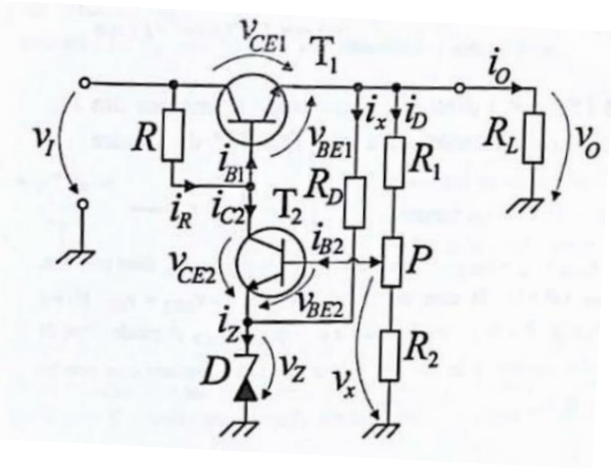 v_CE1 T_1
i_O
v_I R i_B1 v_BE1 i_x i_D R_1 R_L v_O
i_R i_C2 T_2 R_D
v_CE2 i_B2 P
v_BE2
i_Z
D v_Z v_x R_2